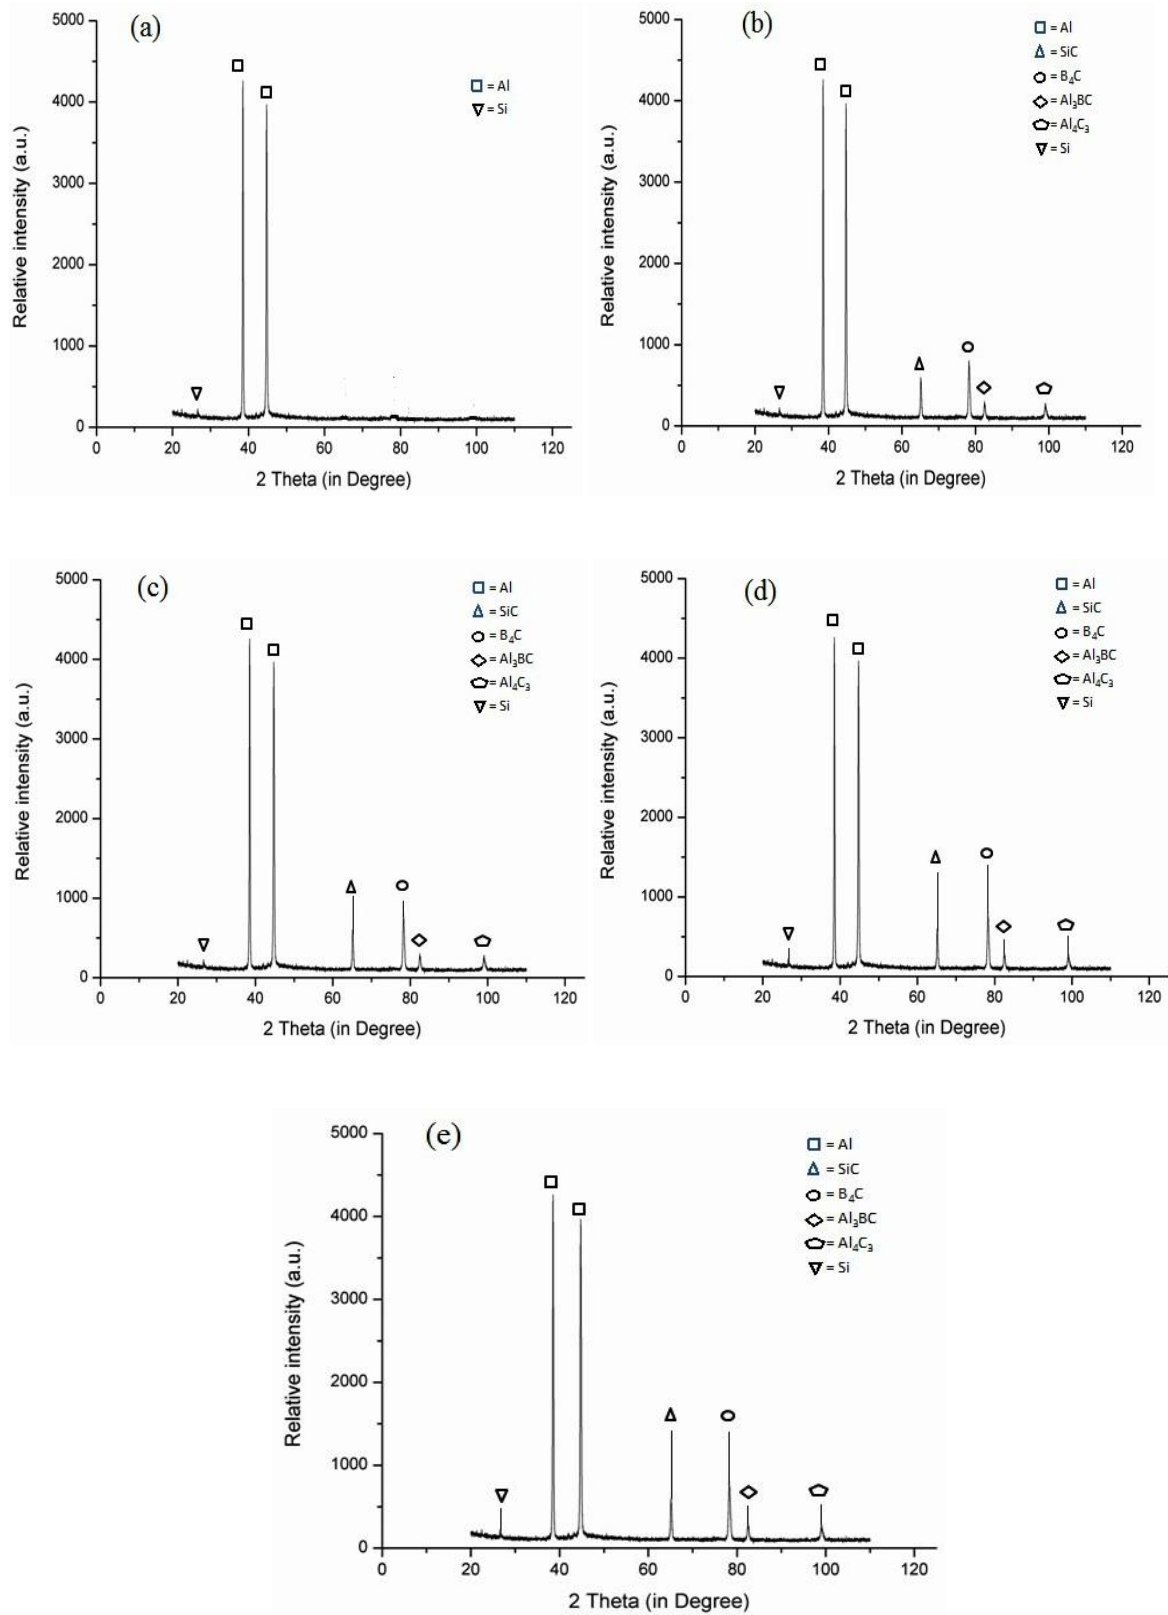 (a)
5000
4000
3000
2000
1000
0
Relative intensity (a.u.)
= Al
= Si
0 20 40 60 80 100 120
2 Theta (in Degree)
(b)
5000
4000
3000
2000
1000
0
Relative intensity (a.u.)
= Al
= SiC
= B₄C
= Al₃BC
= Al₄C₃
= Si
0 20 40 60 80 100 120
2 Theta (in Degree)
(c)
5000
4000
3000
2000
1000
0
Relative intensity (a.u.)
= Al
= SiC
= B₄C
= Al₃BC
= Al₄C₃
= Si
0 20 40 60 80 100 120
2 Theta (in Degree)
(d)
5000
4000
3000
2000
1000
0
Relative intensity (a.u.)
= Al
= SiC
= B₄C
= Al₃BC
= Al₄C₃
= Si
0 20 40 60 80 100 120
2 Theta (in Degree)
(e)
5000
4000
3000
2000
1000
0
Relative intensity (a.u.)
= Al
= SiC
= B₄C
= Al₃BC
= Al₄C₃
= Si
0 20 40 60 80 100 120
2 Theta (in Degree)